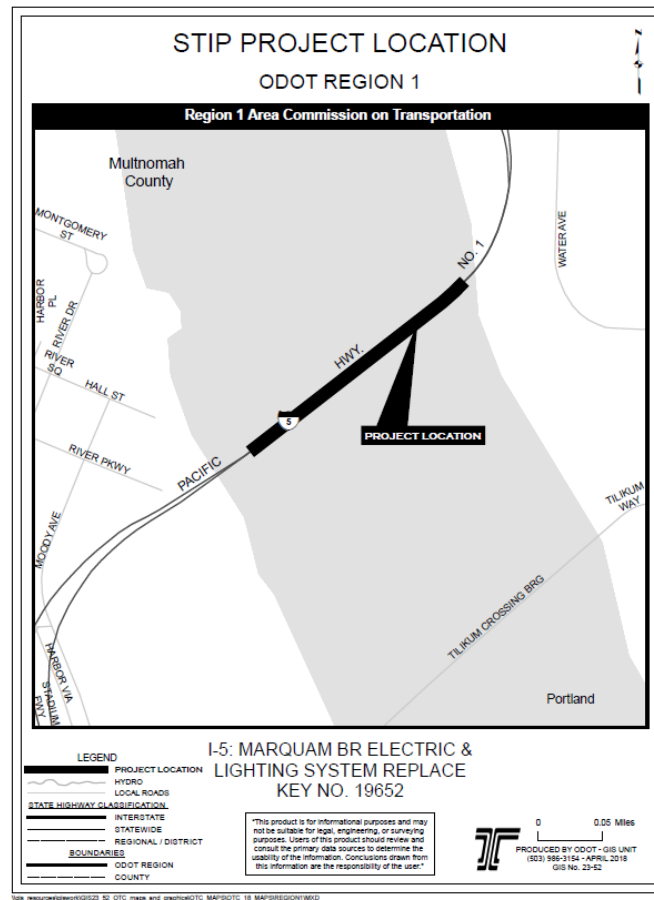 STIP PROJECT LOCATION
ODOT REGION 1
N
Region 1 Area Commission on Transportation
Multnomah
County
MONTGOMERY
ST
HARBOR
PL
RIVER DR
RIVER
SQ
HALL ST
RIVER PKWY
MOODY AVE
HARBOR VIA
STADIUM
FWY
PACIFIC
5
HWY.
NO. 1
WATER AVE
PROJECT LOCATION
TILIKUM
WAY
TILIKUM CROSSING BRG
Portland
I-5: MARQUAM BR ELECTRIC &
LIGHTING SYSTEM REPLACE
KEY NO. 19652
LEGEND
PROJECT LOCATION
HYDRO
LOCAL ROADS
STATE HIGHWAY CLASSIFICATION
INTERSTATE
STATEWIDE
REGIONAL / DISTRICT
BOUNDARIES
ODOT REGION
COUNTY
"This product is for informational purposes and may
not be suitable for legal, engineering, or surveying
purposes. Users of this product should review and
consult the primary data sources to determine the
usability of the information. Conclusions drawn from
this information are the responsibility of the user."
0 0.05 Miles
PRODUCED BY ODOT - GIS UNIT
(503) 986-3154 - APRIL 2018
GIS No. 23-52